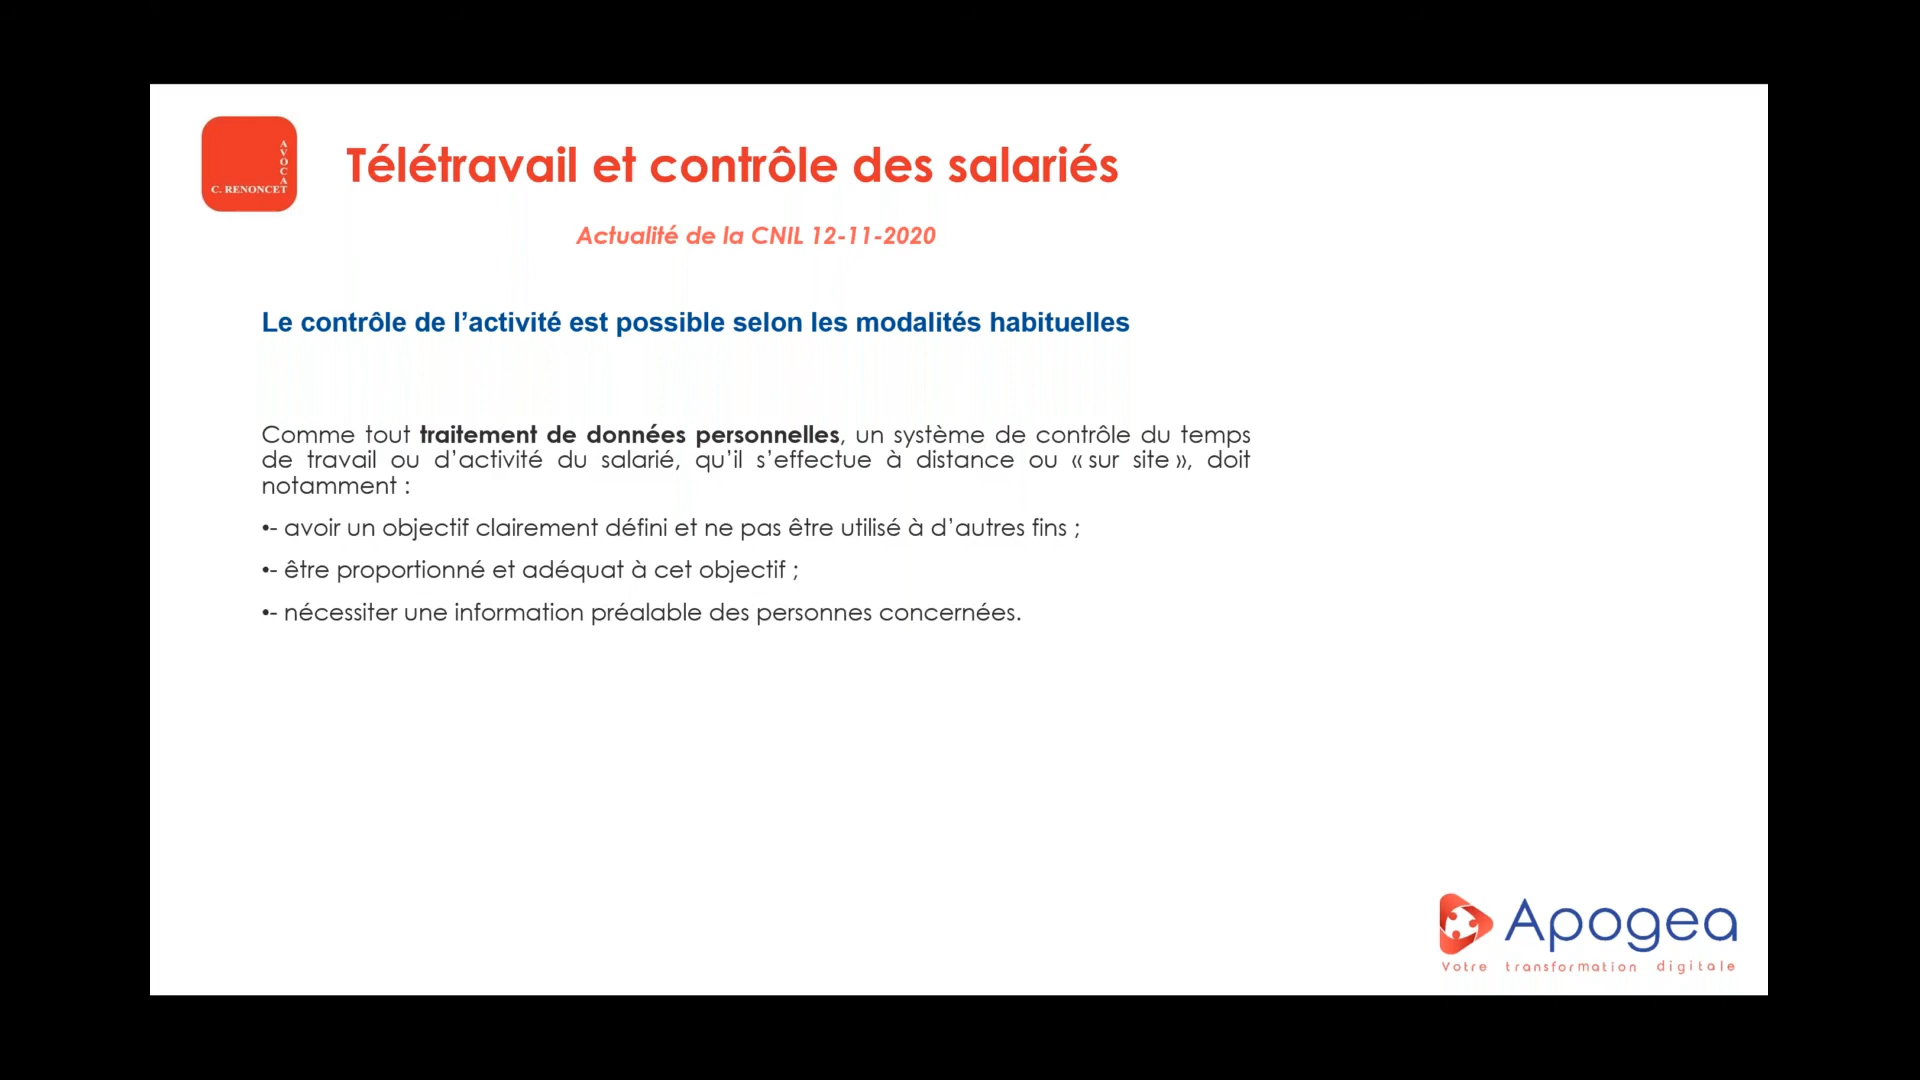 AVOCAT
C. RENONCET
Télétravail et contrôle des salariés
Actualité de la CNIL 12-11-2020
Le contrôle de l’activité est possible selon les modalités habituelles
Comme tout traitement de données personnelles, un système de contrôle du temps
de travail ou d’activité du salarié, qu’il s’effectue à distance ou « sur site », doit
notamment :
•- avoir un objectif clairement défini et ne pas être utilisé à d’autres fins ;
•- être proportionné et adéquat à cet objectif ;
•- nécessiter une information préalable des personnes concernées.
Apogea
Votre transformation digitale